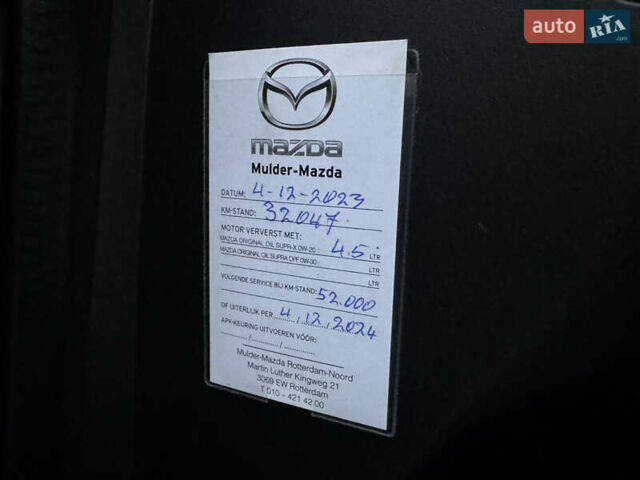 auto RIA.com
mazda
Mulder-Mazda
DATUM: 4-12-2023
KM-STAND: 32047
MOTOR VERVERST MET:
MAZDA ORIGINAL OIL SUPR-X 0W-20 : 4.5 LTR
MAZDA ORIGINAL OIL SUPRA DPF 0W-30 : LTR
: LTR
VOLGENDE SERVICE BIJ KM-STAND: 52.000
OF UITERLIJK PER 4 / 12 / 2024
APK-KEURING UITVOEREN VÓÓR:
......../......../............
Mulder-Mazda Rotterdam-Noord
Martin Luther Kingweg 21
3069 EW Rotterdam
T 010 - 421 42 00